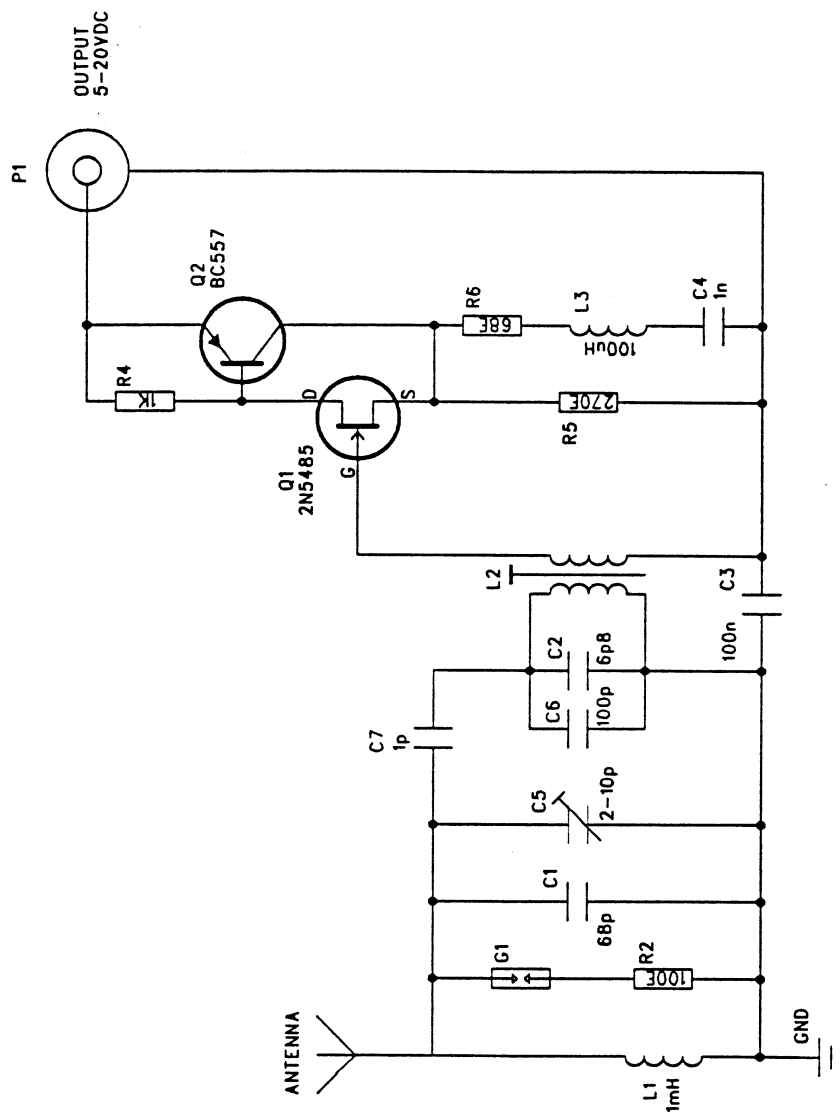 P1
OUTPUT
5-20VDC
Q2
BC557
R4
1K
D
S
G
Q1
2N5485
R6
68E
L3
100uH
C4
1n
R5
270E
L2
C3
100n
C7
1p
C2
6p8
C6
100p
C5
2-10p
C1
68p
G1
R2
100E
ANTENNA
L1
1mH
GND